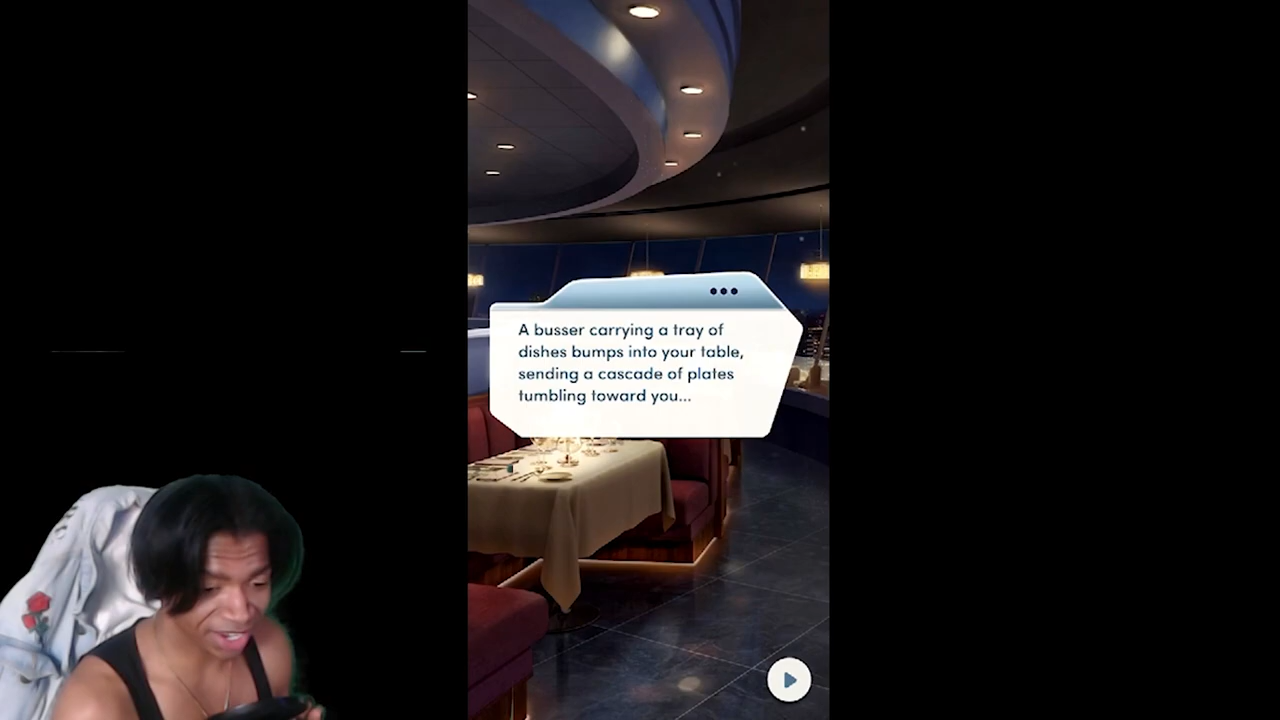 A busser carrying a tray of
dishes bumps into your table,
sending a cascade of plates
tumbling toward you...